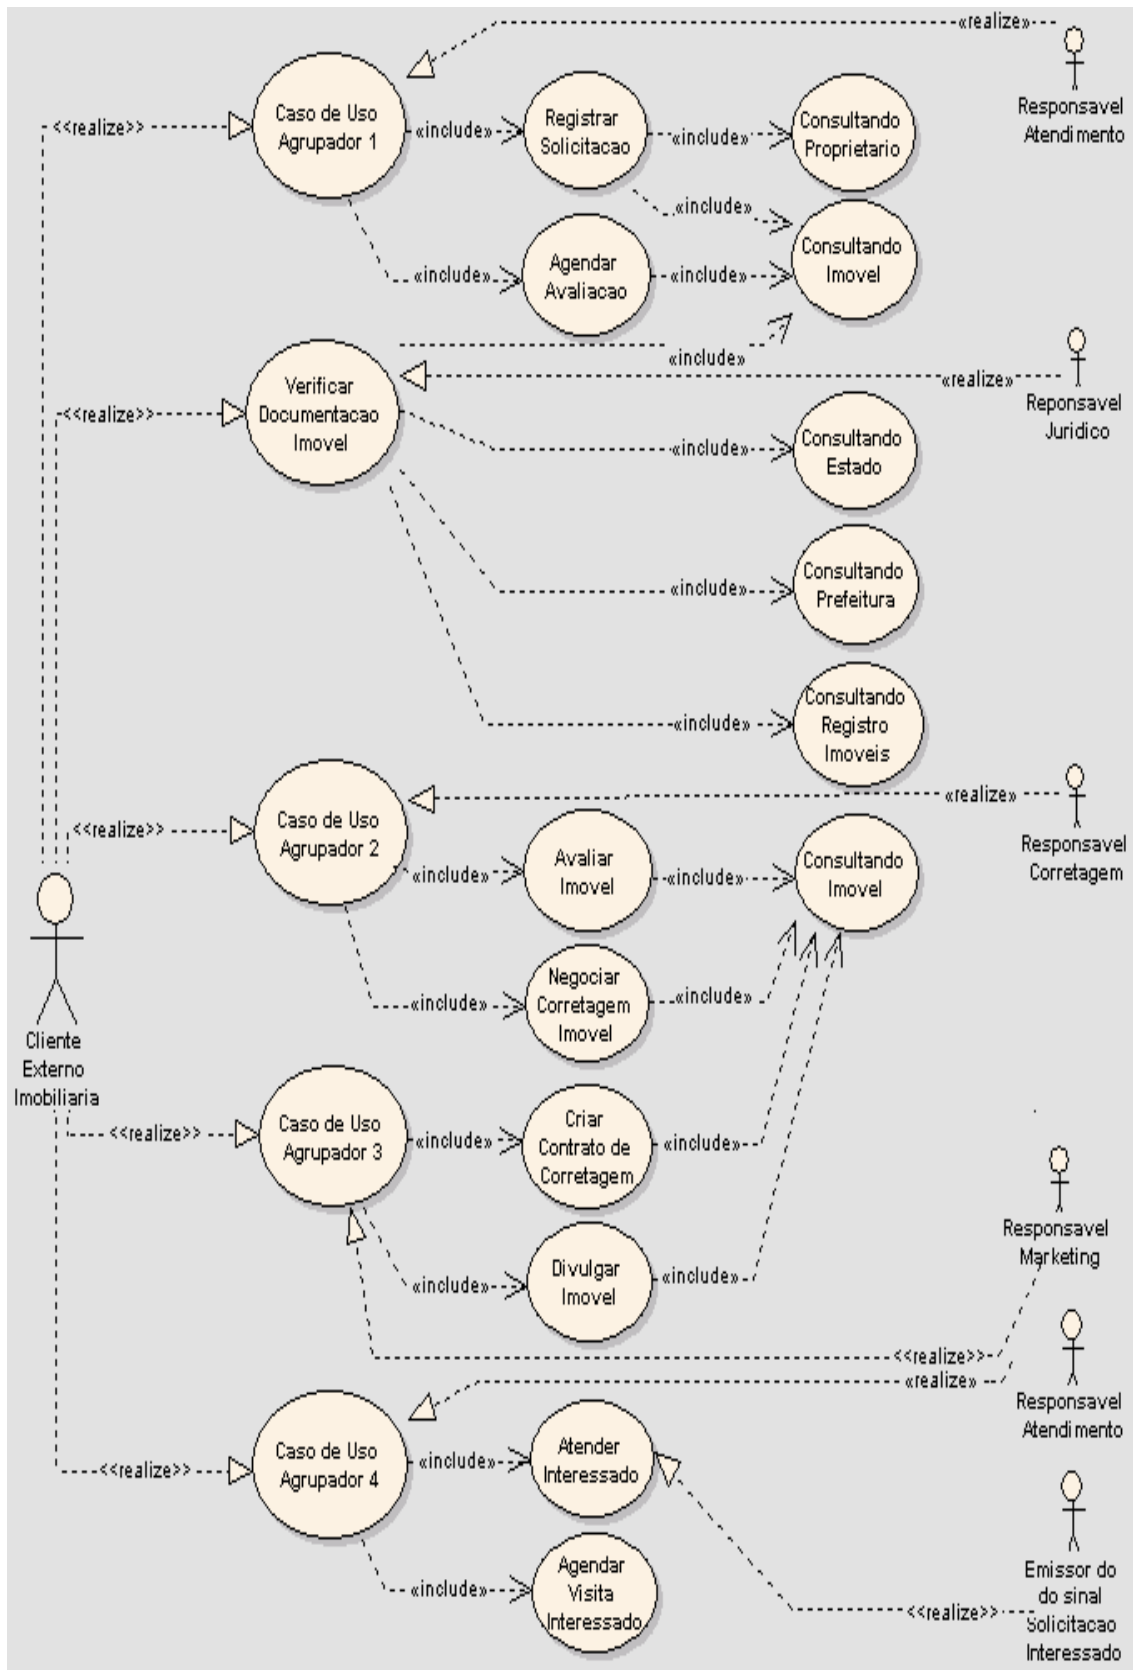 «realize»
Responsavel
Atendimento
<<realize>>
Caso de Uso
Agrupador 1
«include»
Registrar
Solicitacao
«include»
Consultando
Proprietario
«include»
«include»
Agendar
Avaliacao
«include»
Consultando
Imovel
«include»
«realize»
Reponsavel
Juridico
<<realize>>
Verificar
Documentacao
Imovel
«include»
Consultando
Estado
«include»
Consultando
Prefeitura
«include»
Consultando
Registro
Imoveis
«realize»
Responsavel
Corretagem
<<realize>>
Caso de Uso
Agrupador 2
«include»
Avaliar
Imovel
«include»
Consultando
Imovel
«include»
Negociar
Corretagem
Imovel
«include»
Cliente
Externo
Imobiliaria
<<realize>>
Caso de Uso
Agrupador 3
«include»
Criar
Contrato de
Corretagem
«include»
Responsavel
Marketing
«include»
Divulgar
Imovel
«include»
<<realize>>
«realize»
Responsavel
Atendimento
<<realize>>
Caso de Uso
Agrupador 4
«include»
Atender
Interessado
«include»
Agendar
Visita
Interessado
<<realize>>
Emissor do
do sinal
Solicitacao
Interessado